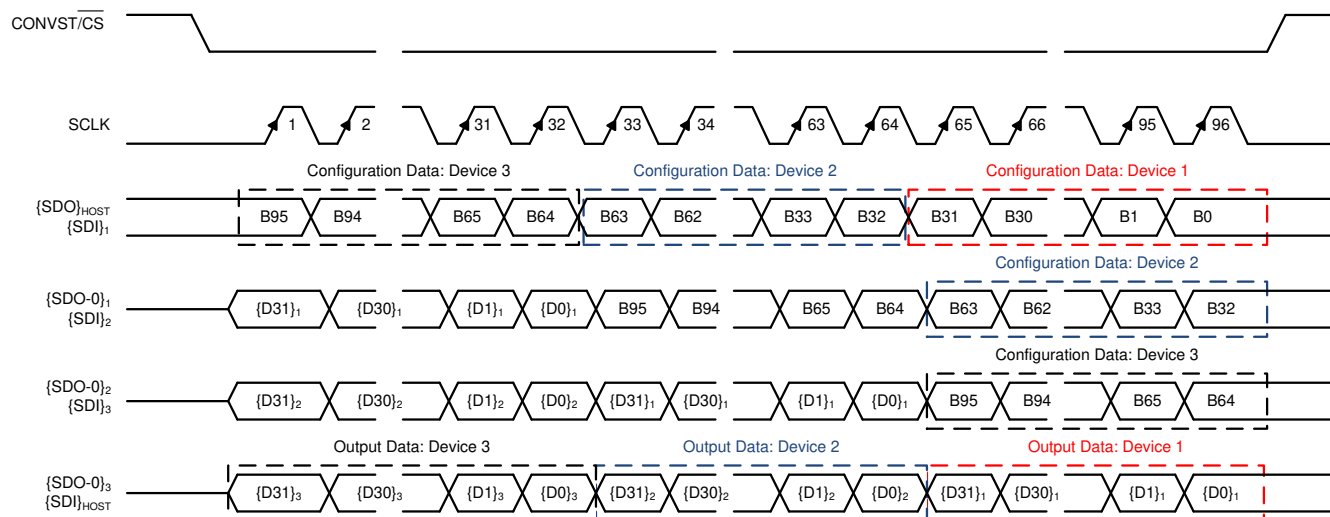 CONVST/CS
SCLK
1 2 31 32 33 34 63 64 65 66 95 96
Configuration Data: Device 3 Configuration Data: Device 2 Configuration Data: Device 1
{SDO}HOST
{SDI}1
B95 B94 B65 B64 B63 B62 B33 B32 B31 B30 B1 B0
Configuration Data: Device 2
{SDO-0}1
{SDI}2
{D31}1 {D30}1 {D1}1 {D0}1 B95 B94 B65 B64 B63 B62 B33 B32
Configuration Data: Device 3
{SDO-0}2
{SDI}3
{D31}2 {D30}2 {D1}2 {D0}2 {D31}1 {D30}1 {D1}1 {D0}1 B95 B94 B65 B64
Output Data: Device 3 Output Data: Device 2 Output Data: Device 1
{SDO-0}3
{SDI}HOST
{D31}3 {D30}3 {D1}3 {D0}3 {D31}2 {D30}2 {D1}2 {D0}2 {D31}1 {D30}1 {D1}1 {D0}1